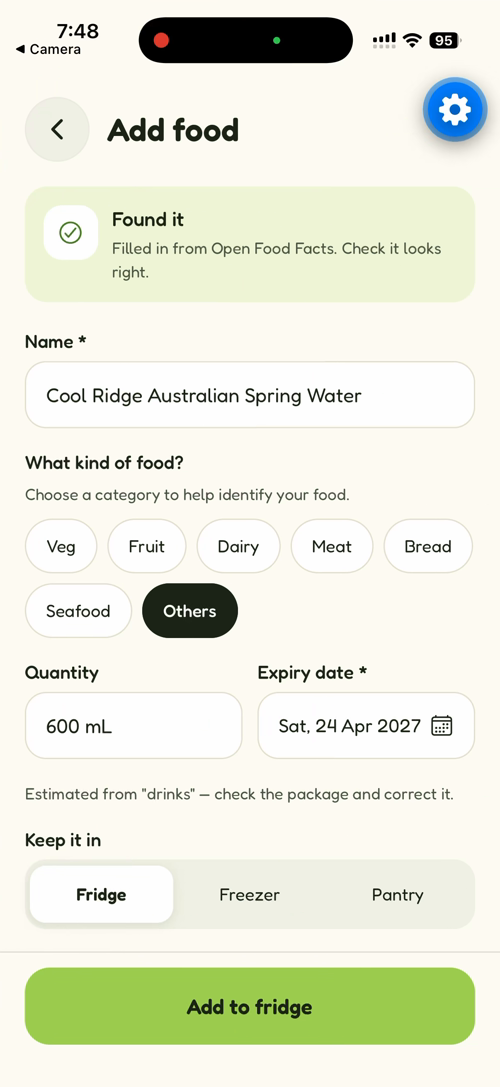 7:48
95
◀ Camera
Add food
Found it
Filled in from Open Food Facts. Check it looks
right.
Name *
Cool Ridge Australian Spring Water
What kind of food?
Choose a category to help identify your food.
Veg Fruit Dairy Meat Bread
Seafood Others
Quantity Expiry date *
600 mL Sat, 24 Apr 2027
Estimated from "drinks" — check the package and correct it.
Keep it in
Fridge Freezer Pantry
Add to fridge